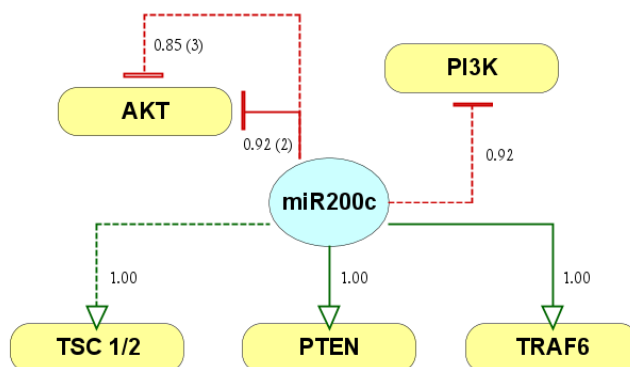 0.85 (3)
PI3K
AKT
0.92 (2)
0.92
miR200c
1.00
1.00
1.00
TSC 1/2
PTEN
TRAF6